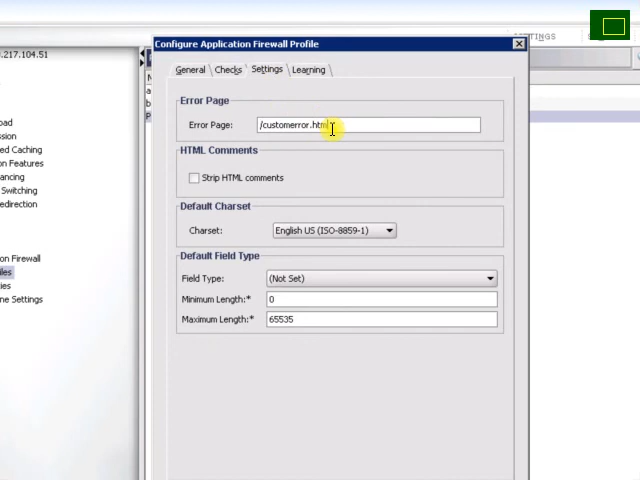 Configure Application Firewall Profile
.217.104.51
General
Checks
Settings
Learning
Error Page
Error Page:
/customerror.html
HTML Comments
Strip HTML comments
Default Charset
Charset:
English US (ISO-8859-1)
Default Field Type
Field Type:
(Not Set)
Minimum Length:*
0
Maximum Length:*
65535
oad
ssion
ed Caching
on Features
ancing
Switching
edirection
on Firewall
iles
ies
ne Settings
TINGS